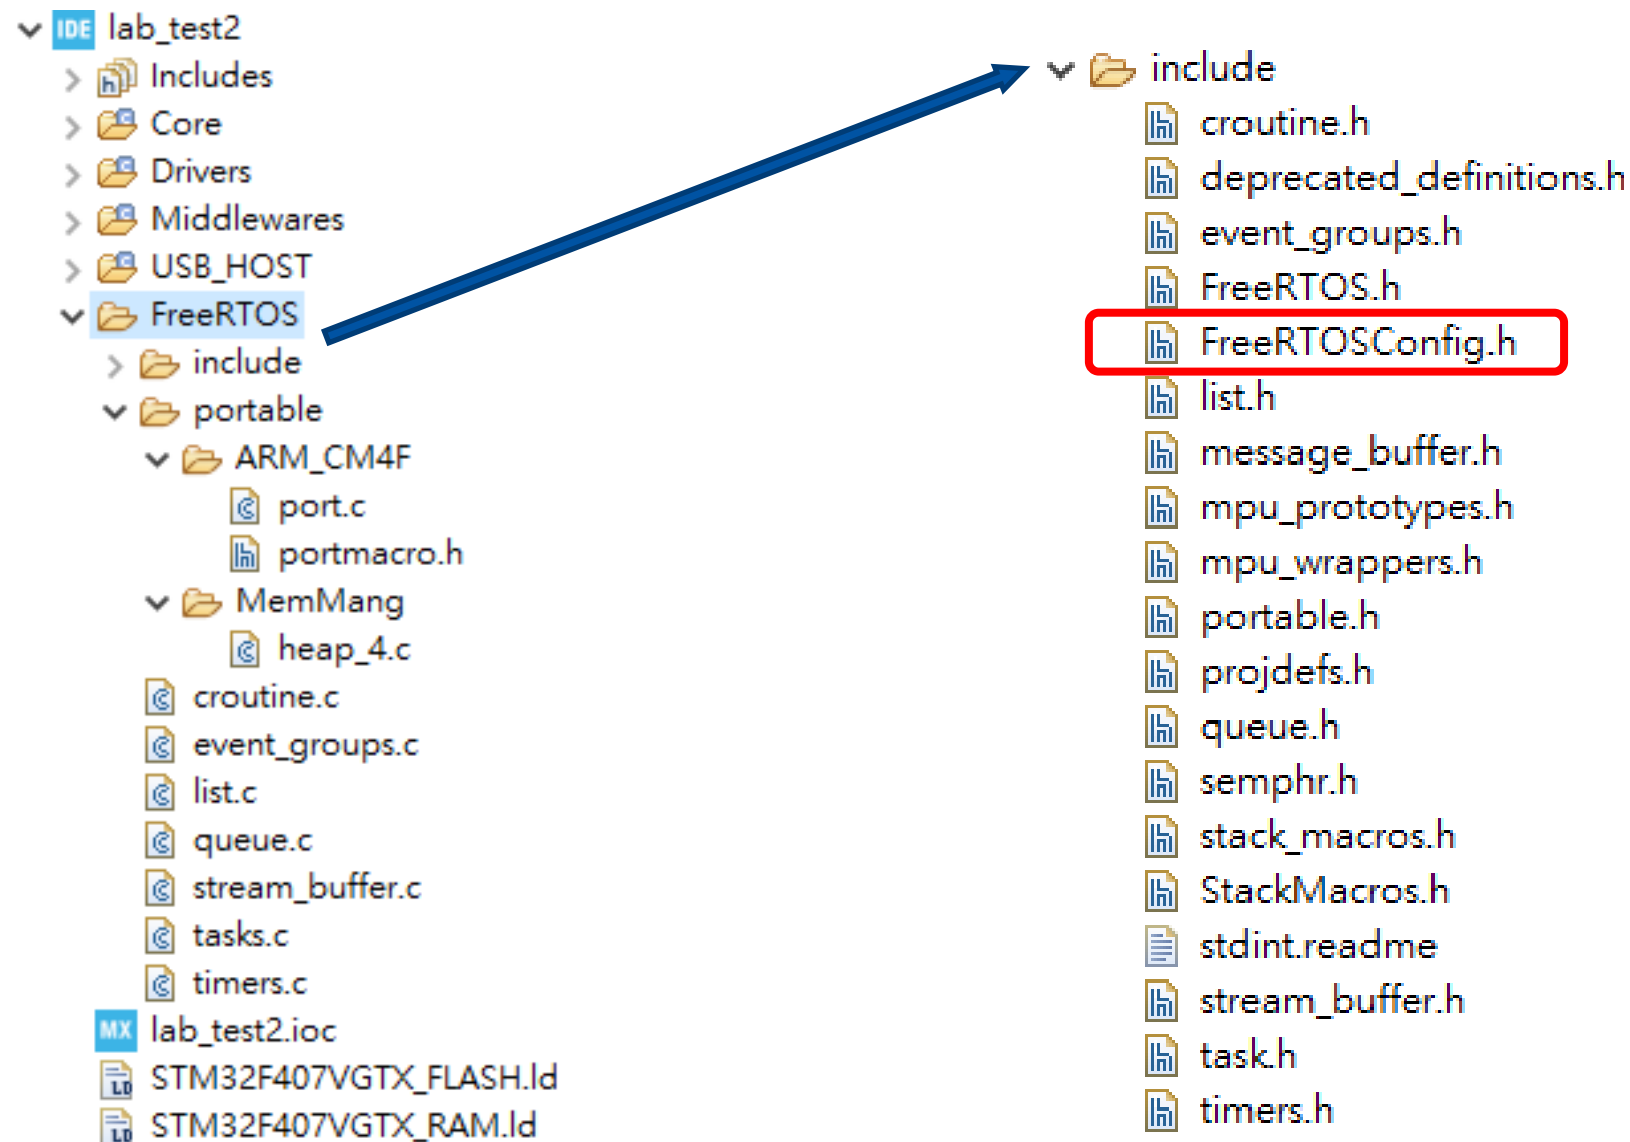 IDE lab_test2
Includes
Core
Drivers
Middlewares
USB_HOST
FreeRTOS
include
portable
ARM_CM4F
port.c
portmacro.h
MemMang
heap_4.c
croutine.c
event_groups.c
list.c
queue.c
stream_buffer.c
tasks.c
timers.c
MX lab_test2.ioc
STM32F407VGTX_FLASH.ld
STM32F407VGTX_RAM.ld
include
croutine.h
deprecated_definitions.h
event_groups.h
FreeRTOS.h
FreeRTOSConfig.h
list.h
message_buffer.h
mpu_prototypes.h
mpu_wrappers.h
portable.h
projdefs.h
queue.h
semphr.h
stack_macros.h
StackMacros.h
stdint.readme
stream_buffer.h
task.h
timers.h